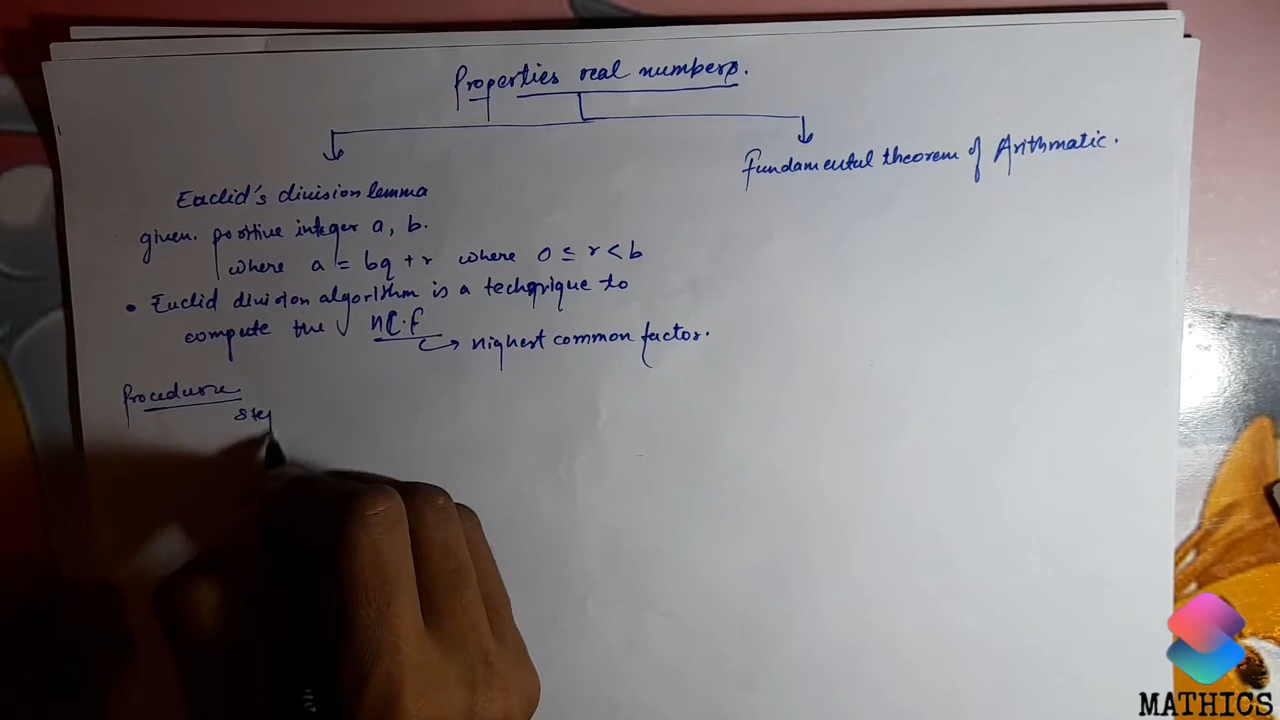 Properties real numbers.
Fundamental theorem of Arithmatic.
Euclid's division lemma
given. positive integer a, b.
where a = bq + r where 0 ≤ r < b
• Euclid division algorithm is a technique to
compute the H.C.F
↳ Highest common factor.
Procedure
step
MATHICS